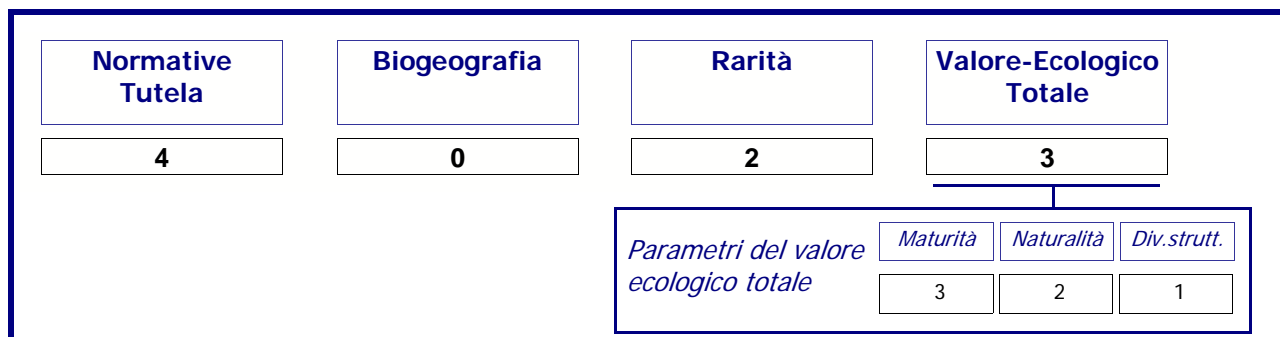 Normative
Tutela
Biogeografia
Rarità
Valore-Ecologico
Totale
4
0
2
3
Parametri del valore
ecologico totale
Maturità
Naturalità
Div.strutt.
3
2
1